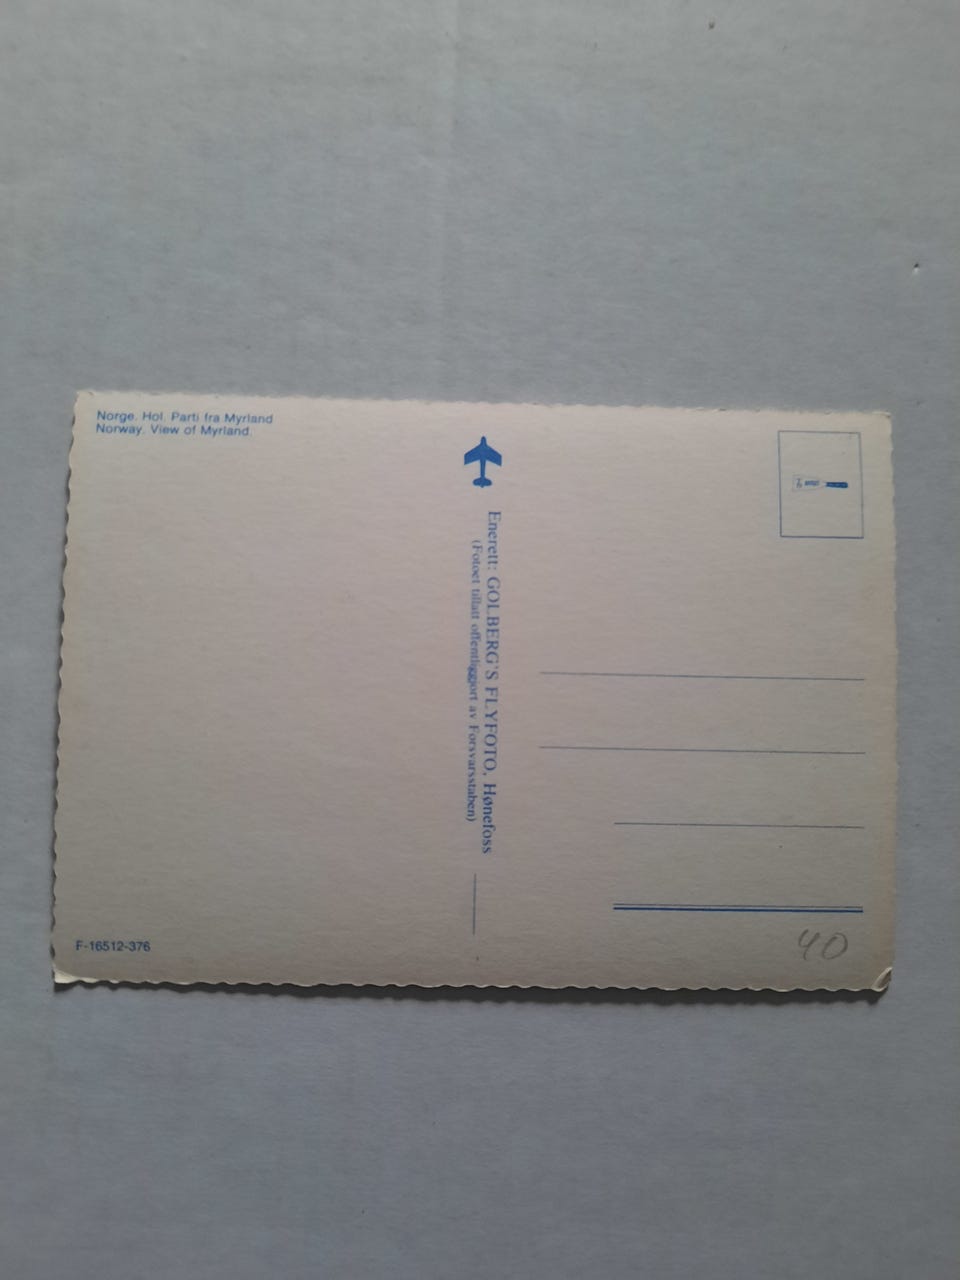 Norge. Hol. Parti fra Myrland
Norway. View of Myrland.
Enerett: GOLBERG'S FLYFOTO, Hønefoss
(Fotoet tillatt offentliggjort av Forsvarsstaben)
F-16512-376
40